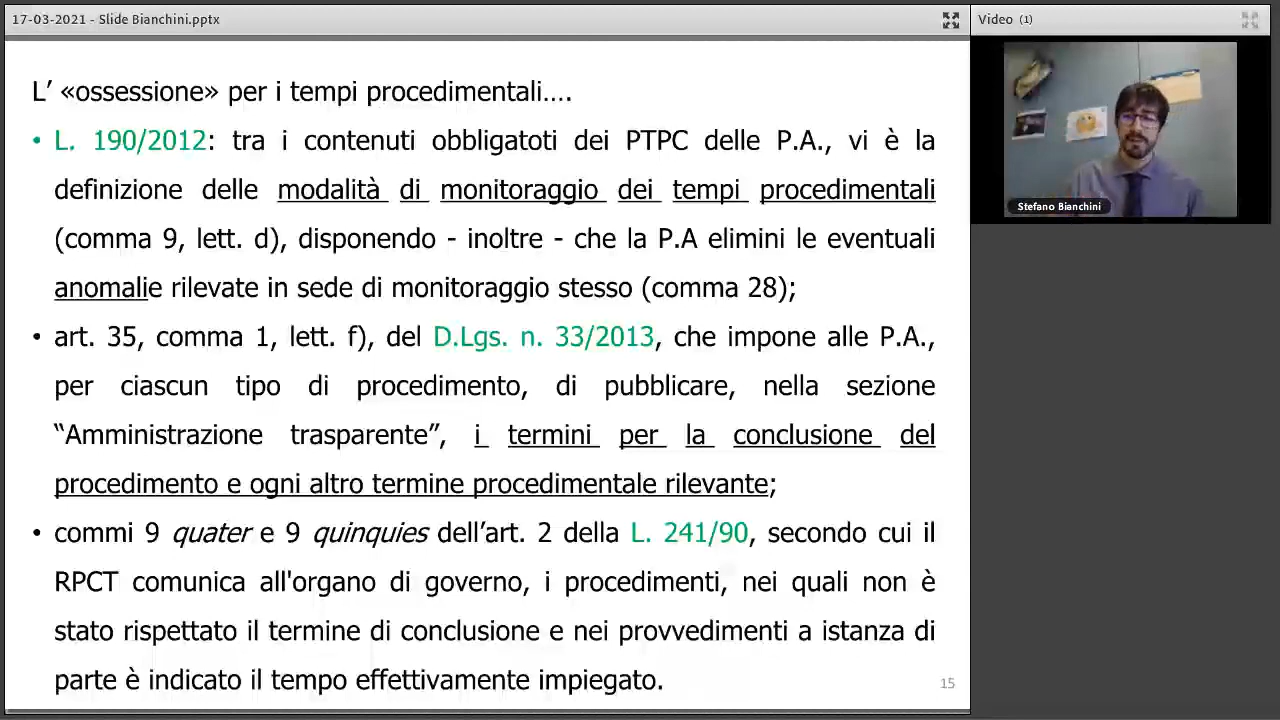 17-03-2021 - Slide Bianchini.pptx
Video (1)
L' «ossessione» per i tempi procedimentali….
• L. 190/2012: tra i contenuti obbligatoti dei PTPC delle P.A., vi è la
definizione delle modalità di monitoraggio dei tempi procedimentali
(comma 9, lett. d), disponendo - inoltre - che la P.A elimini le eventuali
anomalie rilevate in sede di monitoraggio stesso (comma 28);
• art. 35, comma 1, lett. f), del D.Lgs. n. 33/2013, che impone alle P.A.,
per ciascun tipo di procedimento, di pubblicare, nella sezione
“Amministrazione trasparente”, i termini per la conclusione del
procedimento e ogni altro termine procedimentale rilevante;
• commi 9 quater e 9 quinquies dell’art. 2 della L. 241/90, secondo cui il
RPCT comunica all'organo di governo, i procedimenti, nei quali non è
stato rispettato il termine di conclusione e nei provvedimenti a istanza di
parte è indicato il tempo effettivamente impiegato.
15
Stefano Bianchini